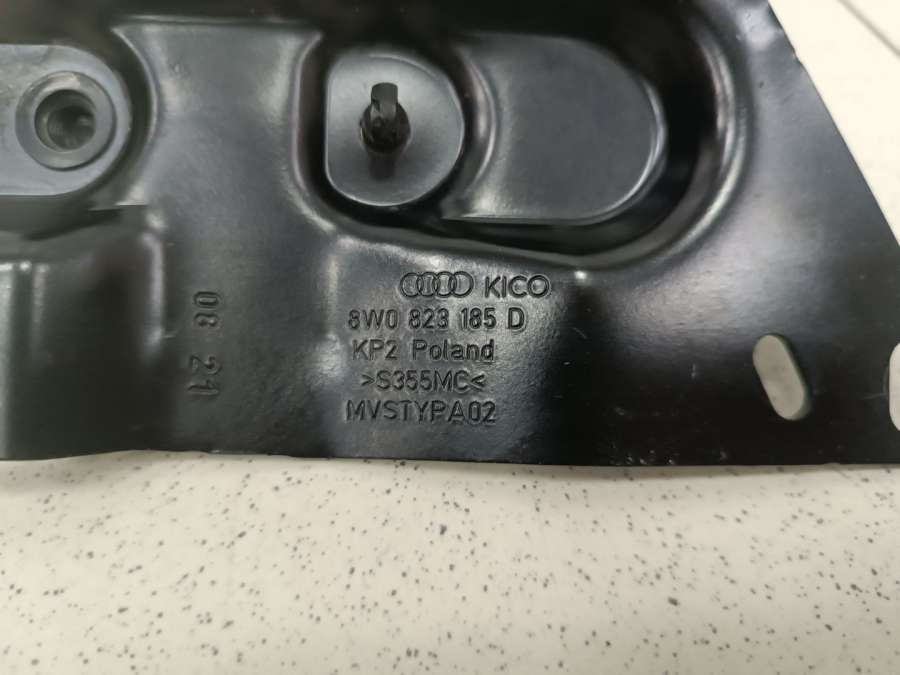 KICO
8W0 823 185 D
KP2 Poland
>S355MC<
MVSTYPA02
08 21